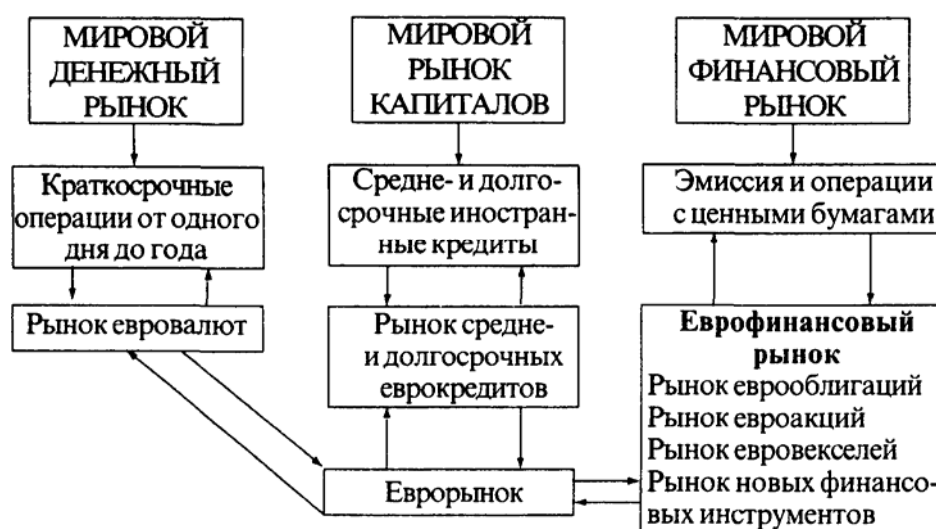 МИРОВОЙ
ДЕНЕЖНЫЙ
РЫНОК
МИРОВОЙ
РЫНОК
КАПИТАЛОВ
МИРОВОЙ
ФИНАНСОВЫЙ
РЫНОК
Краткосрочные
операции от одного
дня до года
Средне- и долго-
срочные иностран-
ные кредиты
Эмиссия и операции
с ценными бумагами
Рынок евровалют
Рынок средне-
и долгосрочных
еврокредитов
Еврофинансовый
рынок
Рынок еврооблигаций
Рынок евроакций
Рынок евровекселей
Рынок новых финансо-
вых инструментов
Еврорынок